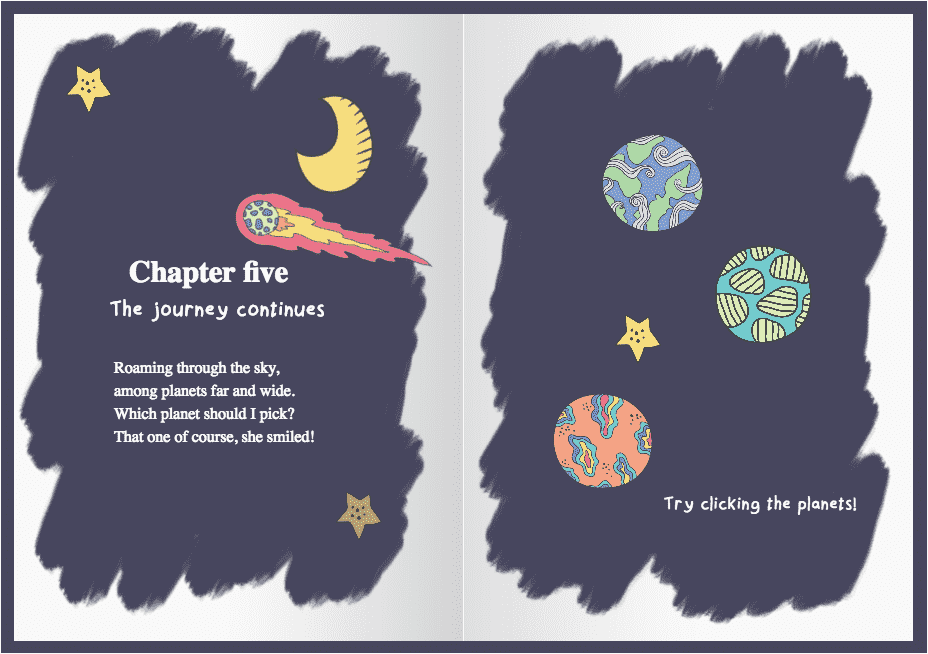 Chapter five
The journey continues
Roaming through the sky,
among planets far and wide.
Which planet should I pick?
That one of course, she smiled!
Try clicking the planets!